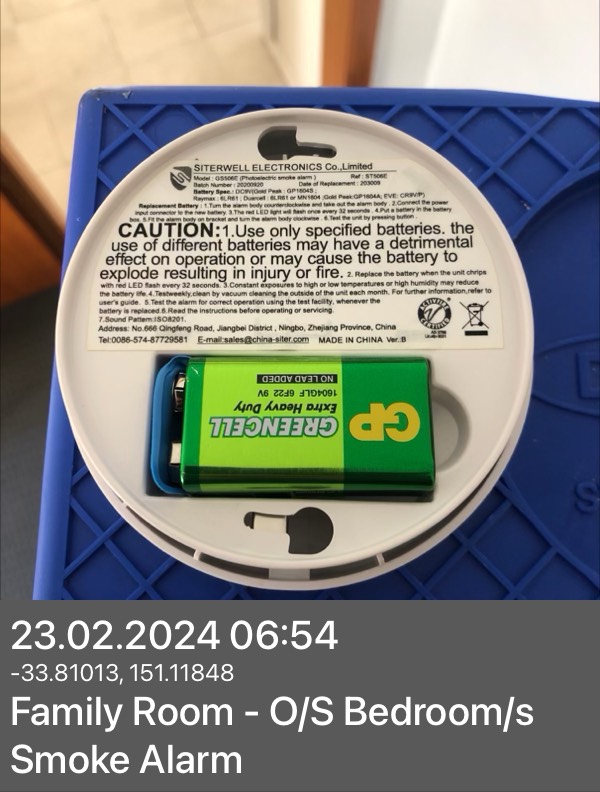 SITERWELL ELECTRONICS Co.,Limited
Model : GS506E (Photoelectric smoke alarm )    Ref : ST506E
Batch Number : 20200920    Date of Replacement : 203009
Battery Spec.: DC9V(Gold Peak : GP1604S ;
Raymax : 6LR61 ; Duarcell : 6LR61 or MN1604 (Gold Peak:GP1604A; EVE: CR9V/P)
Replacement Battery : 1.Turn the alarm body counterclockwise and take out the alarm body . 2.Connect the power
input connector to the new battery. 3.The red LED light will flash once every 32 seconds . 4.Put a battery in the battery
box. 5.Fit the alarm body on bracket and turn the alarm body clockwise . 6.Test the unit by pressing button .
CAUTION:1.Use only specified batteries. the
use of different batteries may have a detrimental
effect on operation or may cause the battery to
explode resulting in injury or fire. 2. Replace the battery when the unit chrips
with red LED flash every 32 seconds. 3.Constant exposures to high or low temperatures or high humidity may reduce
the battery life.4.Testweekly,clean by vacuum cleaning the outside of the unit each month. For further information,refer to
user's guide. 5.Test the alarm for correct operation using the test facility, whenever the
battery is replaced.6.Read the instructions before operating or servicing.
7.Sound Pattern:ISO8201.
Address: No.666 Qingfeng Road, Jiangbei District , Ningbo, Zhejiang Province, China
Tel:0086-574-87729581 E-mail:sales@china-siter.com MADE IN CHINA Ver.:B
GP
GREENCELL
Extra Heavy Duty
1604GLF 6F22 9V
NO LEAD ADDED
23.02.2024 06:54
-33.81013, 151.11848
Family Room - O/S Bedroom/s
Smoke Alarm